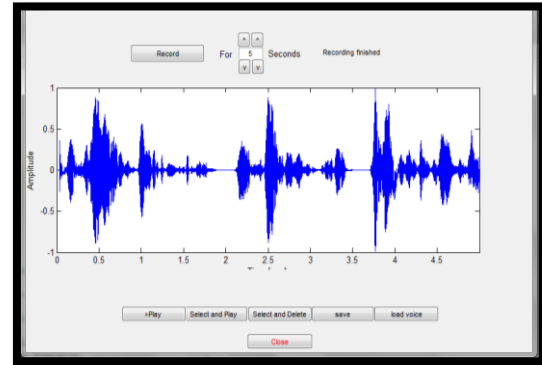 ^ ^
Record For 5 Seconds Recording finished
v v
1
0.5
0
-0.5
-1
Amplitude
0 0.5 1 1.5 2 2.5 3 3.5 4 4.5
>Play Select and Play Select and Delete save load voice
Close